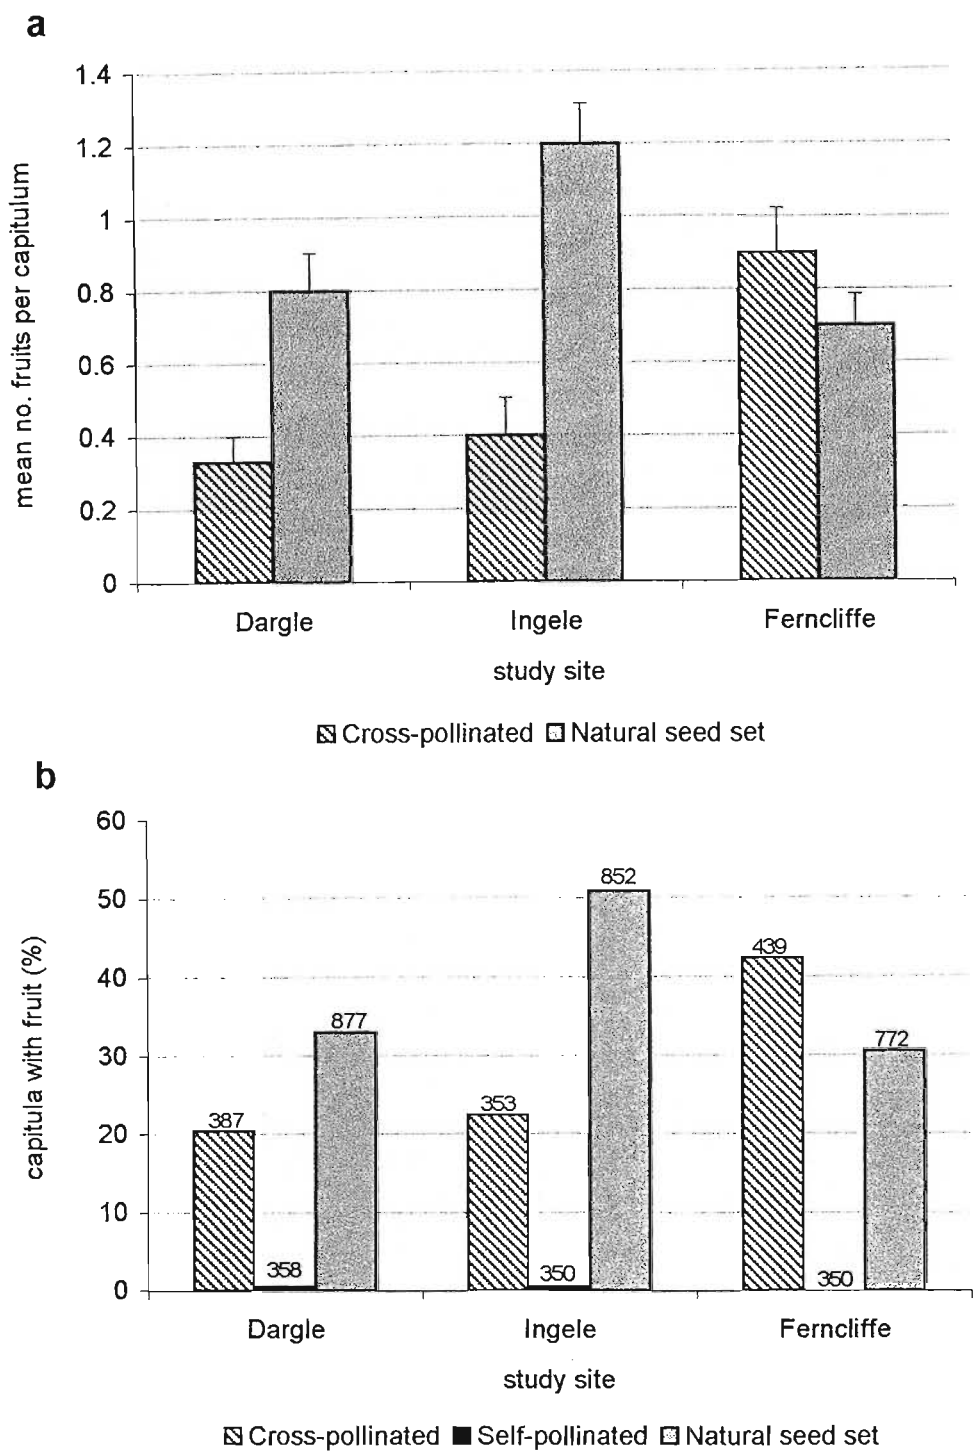 a
mean no. fruits per capitulum
1.4
1.2
1
0.8
0.6
0.4
0.2
0
Dargle Ingele Ferncliffe
study site
Cross-pollinated Natural seed set
b
capitula with fruit (%)
60
50
40
30
20
10
0
387 358 877 353 350 852 439 350 772
Dargle Ingele Ferncliffe
study site
Cross-pollinated Self-pollinated Natural seed set